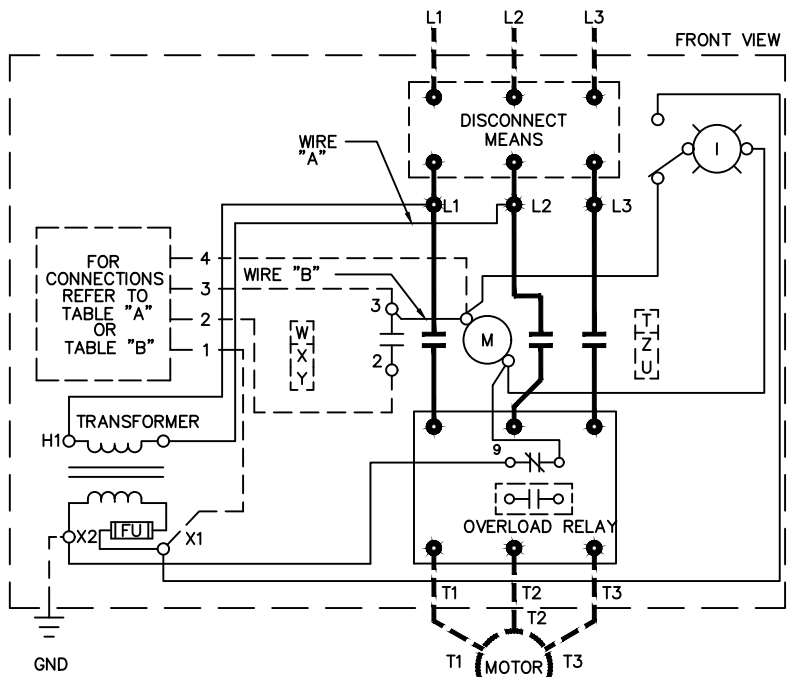 L1 L2 L3
FRONT VIEW
DISCONNECT
MEANS
I
WIRE
"A"
L1 L2 L3
FOR
CONNECTIONS
REFER TO
TABLE "A"
OR
TABLE "B"
4
3
2
1
WIRE "B"
3
2
W
X
Y
M
T
Z
U
TRANSFORMER
H1
9
FU
X2
X1
OVERLOAD RELAY
T1 T2 T3
T2
T1
T3
MOTOR
GND